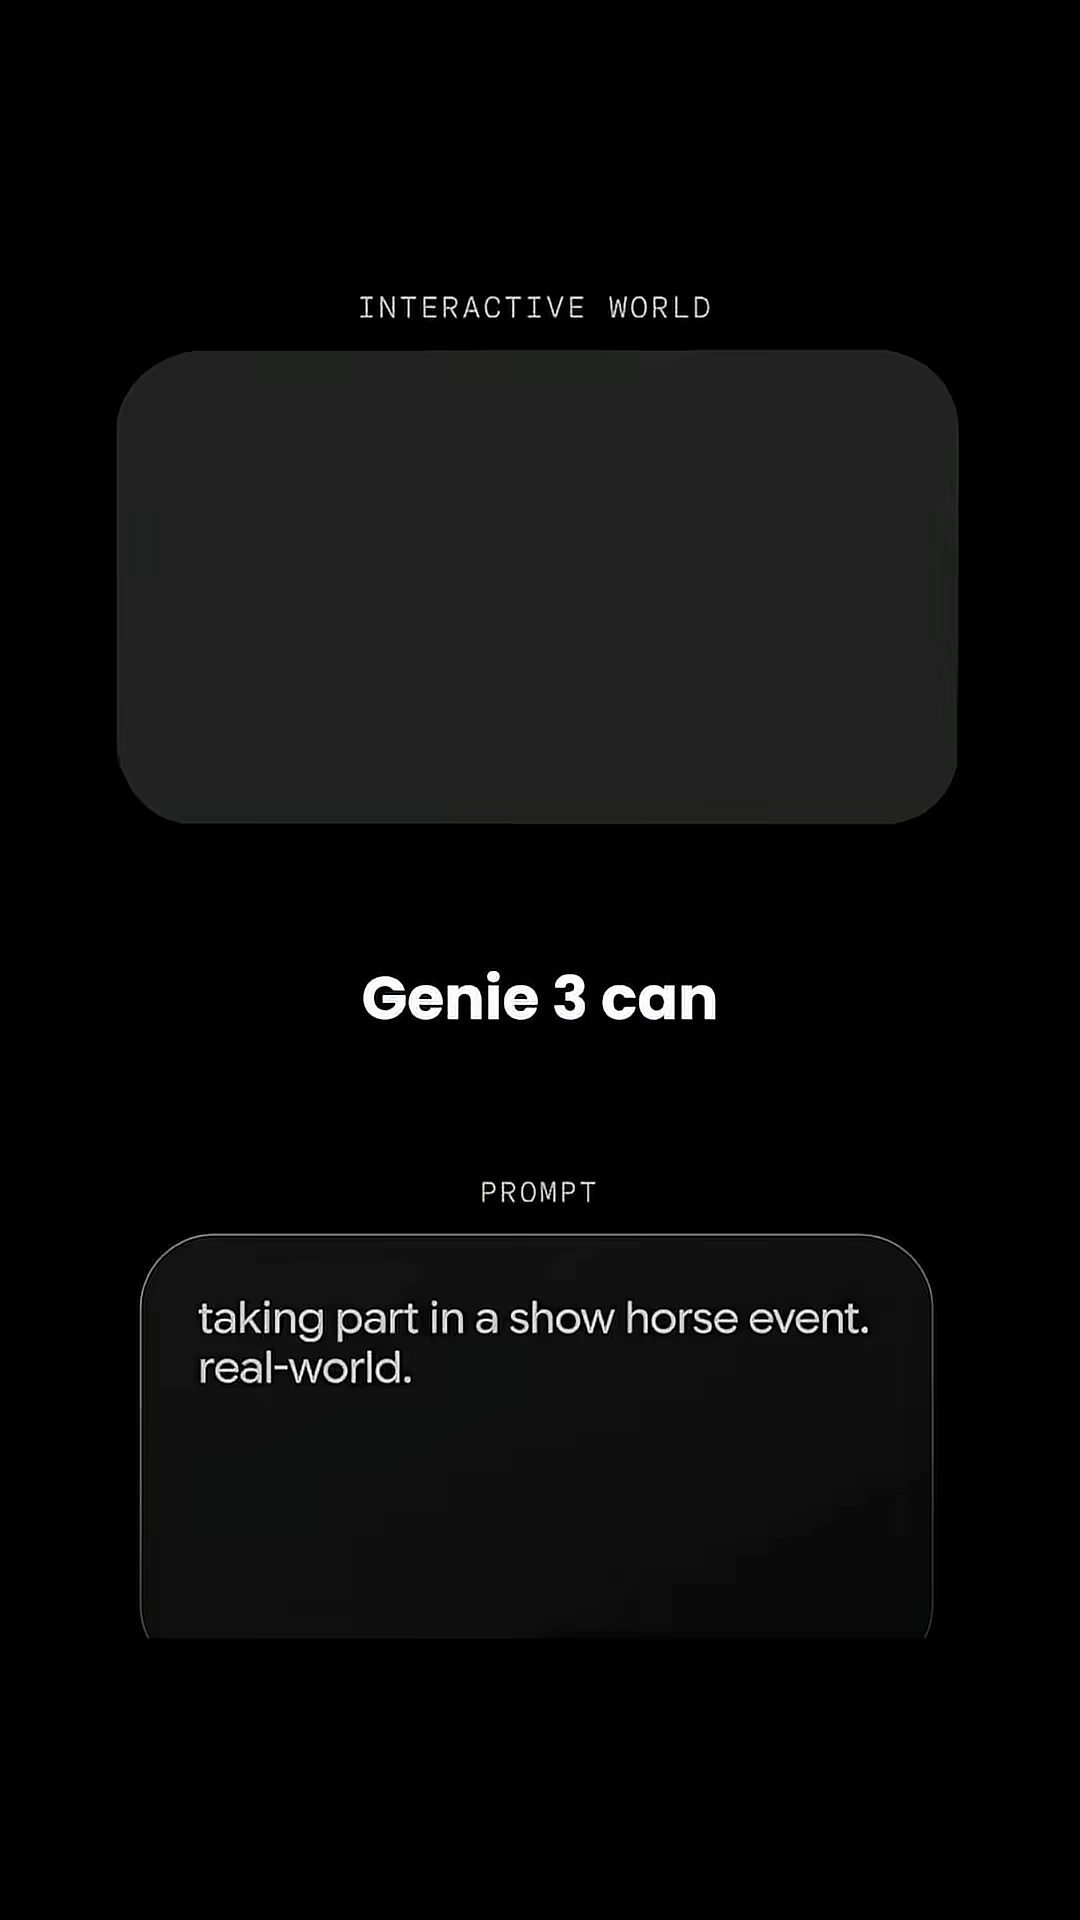 INTERACTIVE WORLD
Genie 3 can
PROMPT
taking part in a show horse event.
real-world.